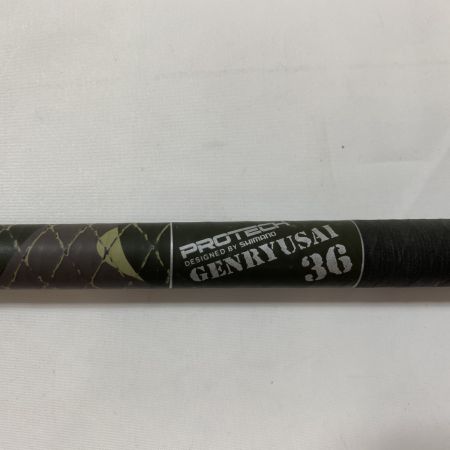 PROTECH
DESIGNED BY SHIMANO
GENRYUSAI
36